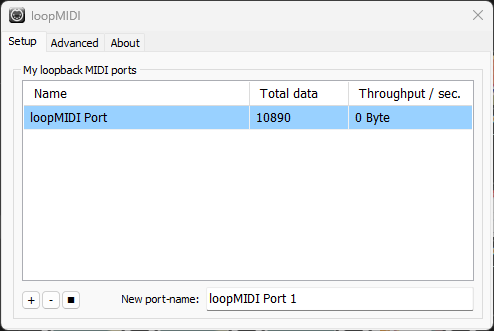 loopMIDI
Setup Advanced About
My loopback MIDI ports
Name Total data Throughput / sec.
loopMIDI Port 10890 0 Byte
+ - New port-name: loopMIDI Port 1